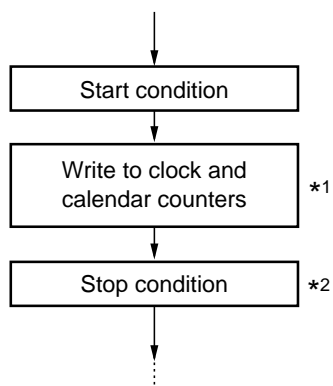 Start condition
Write to clock and
calendar counters
*1
Stop condition
*2